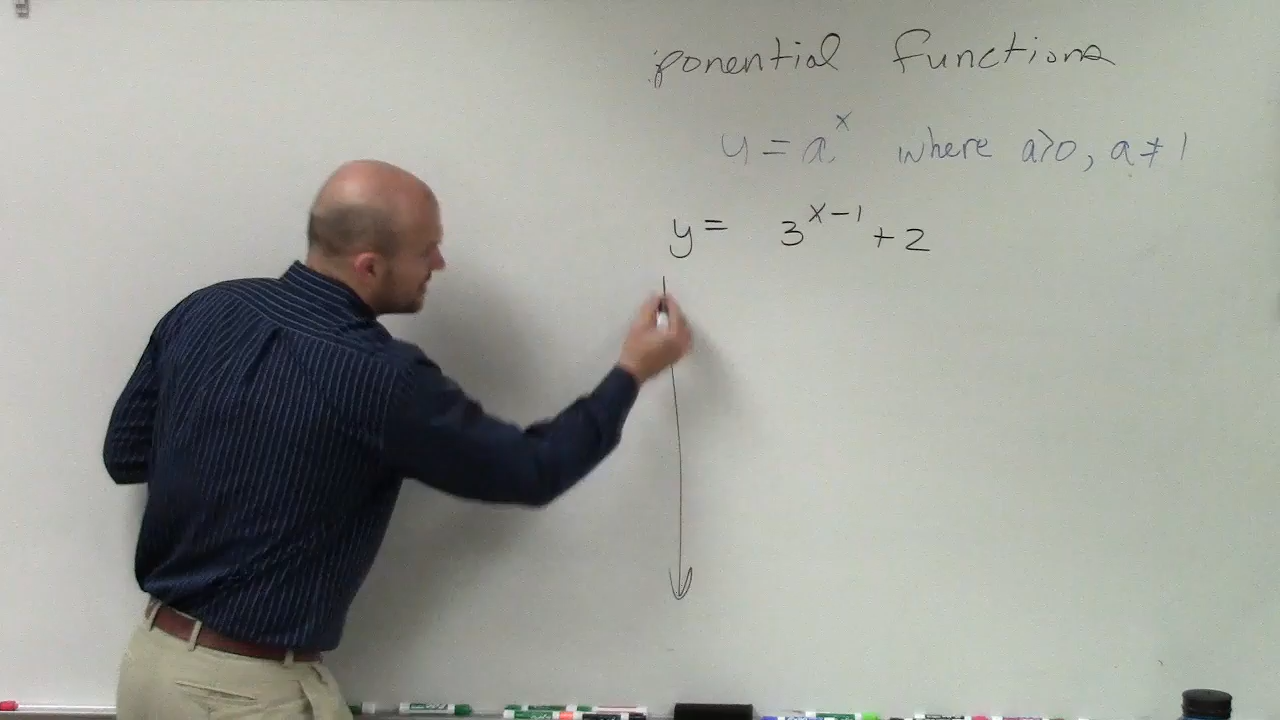 ponential functions
y = a^x where a>0, a ≠ 1
y = 3^{x-1} + 2